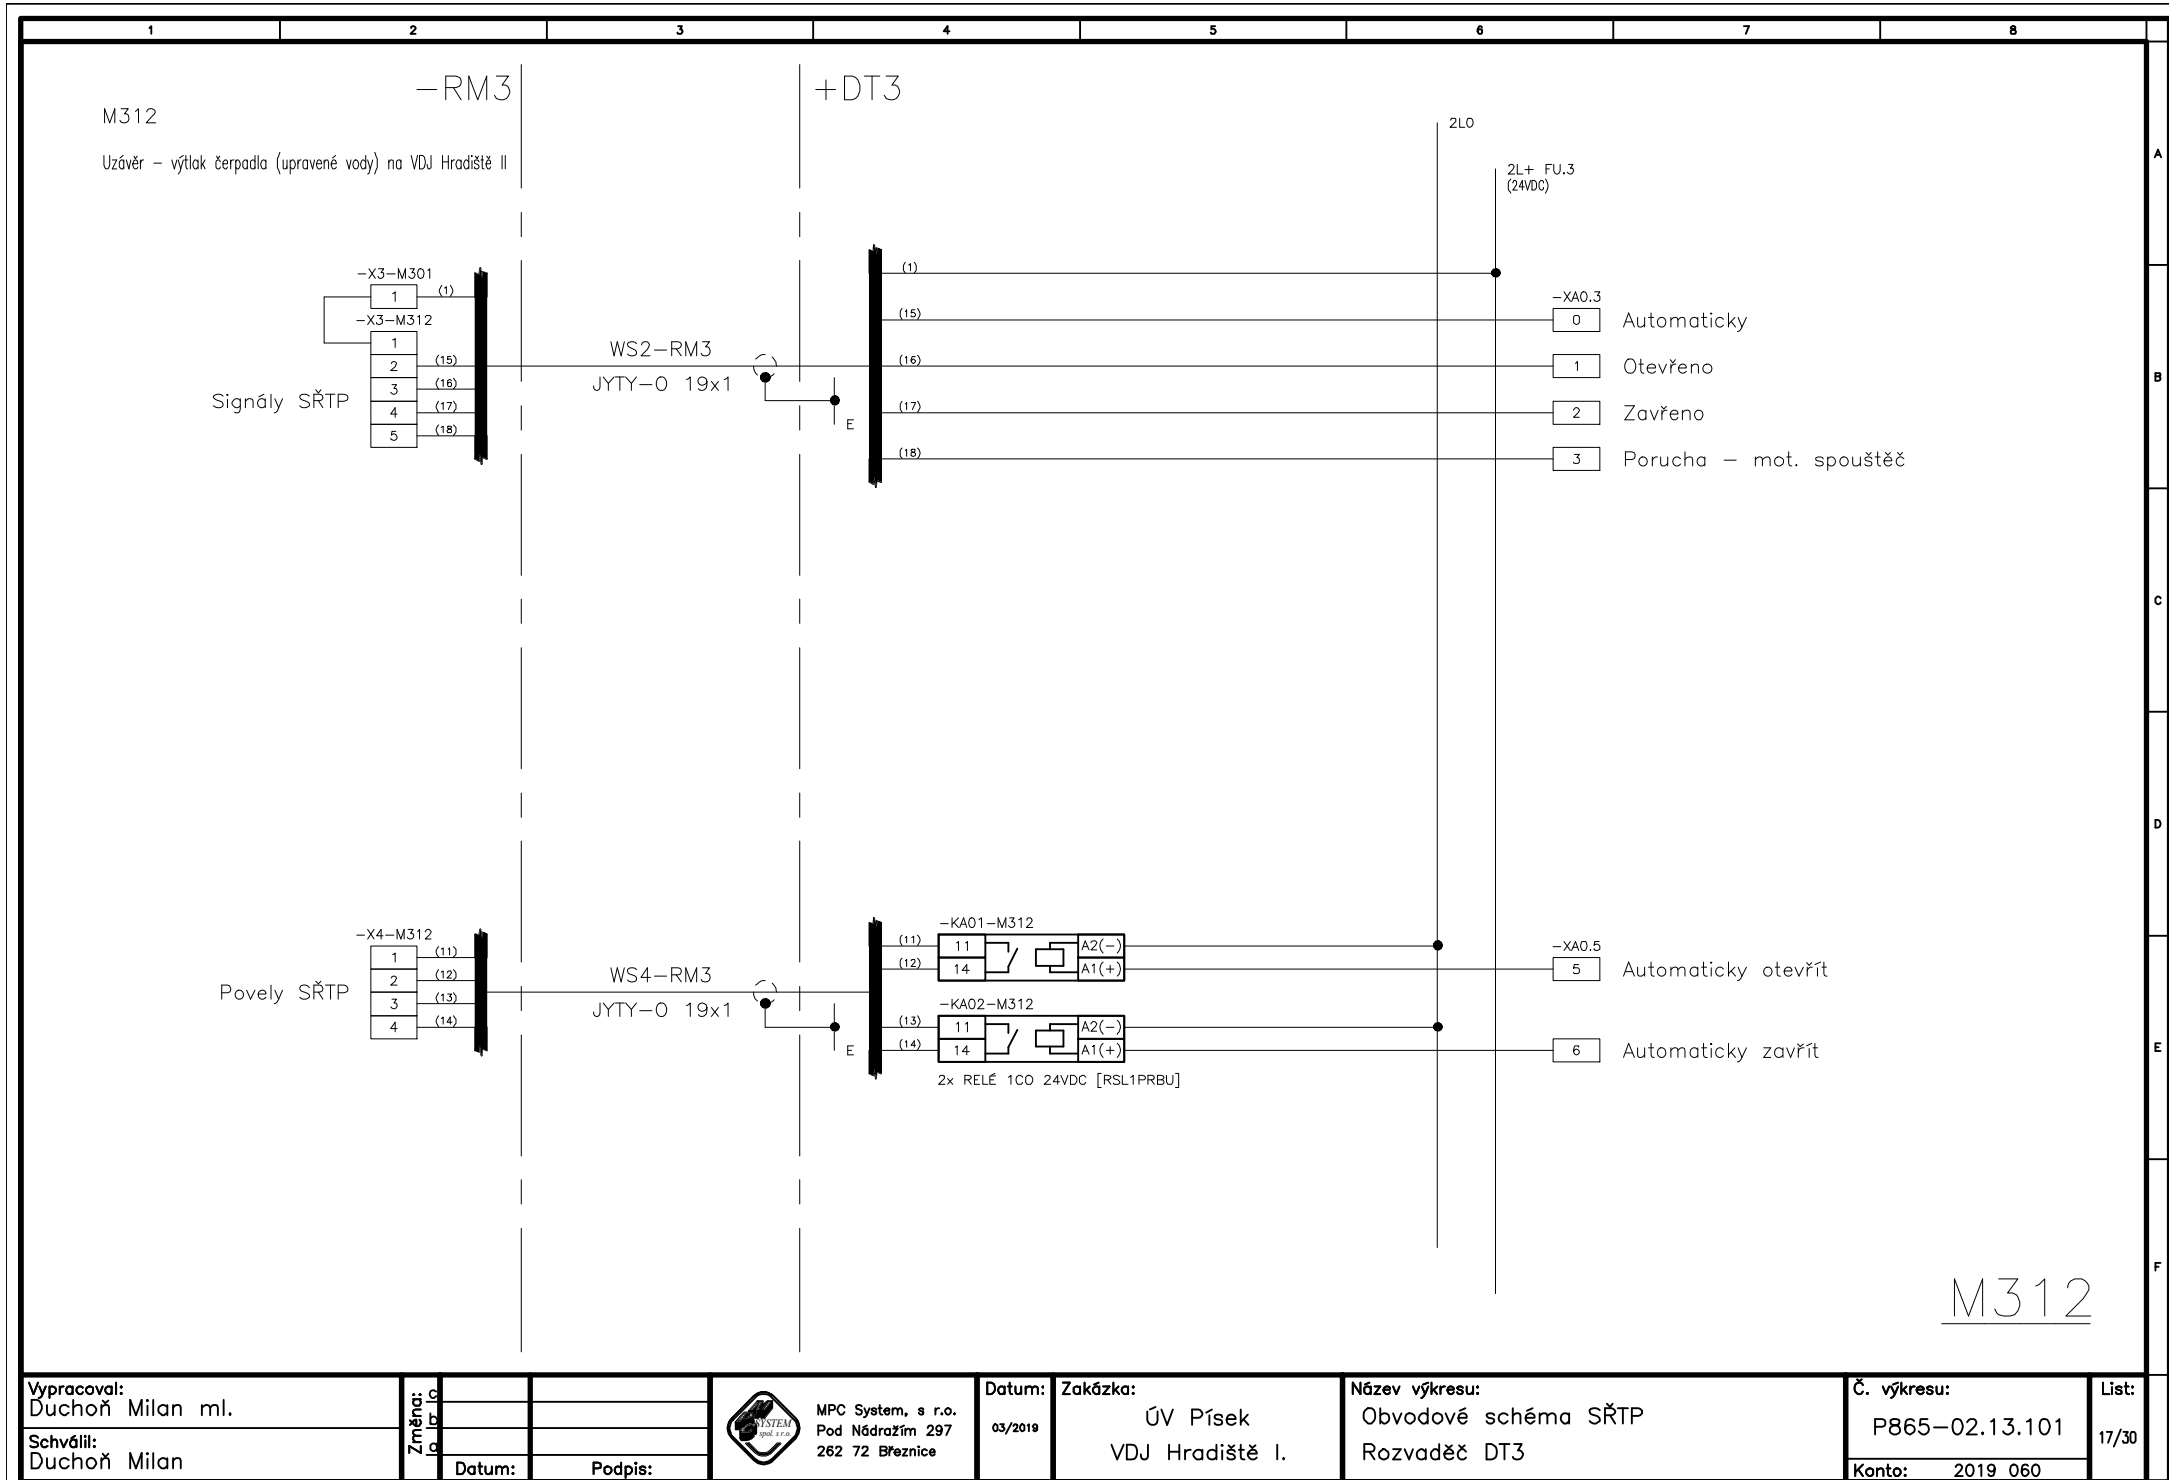 1 2 3 4 5 6 7 8
-RM3
+DT3
M312
Uzávěr - výtlak čerpadla (upravené vody) na VDJ Hradiště II
2L0
2L+ FU.3
(24VDC)
A
-X3-M301
1 (1)
-X3-M312
1
2 (15)
3 (16)
4 (17)
5 (18)
Signály SŘTP
WS2-RM3
JYTY-O 19x1
E
(1)
(15)
(16)
(17)
(18)
-XA0.3
0 Automaticky
1 Otevřeno
2 Zavřeno
3 Porucha - mot. spouštěč
B
C
D
-X4-M312
1 (11)
2 (12)
3 (13)
4 (14)
Povely SŘTP
WS4-RM3
JYTY-O 19x1
E
-KA01-M312
(11) 11 A2(-)
(12) 14 A1(+)
-KA02-M312
(13) 11 A2(-)
(14) 14 A1(+)
2x RELÉ 1CO 24VDC [RSL1PRBU]
-XA0.5
5 Automaticky otevřít
6 Automaticky zavřít
E
F
M312
Vypracoval:
Duchoň Milan ml.
Schválil:
Duchoň Milan
Změna:
c
b
a
Datum: Podpis:
SYSTEM
spol. s r.o.
MPC System, s r.o.
Pod Nádražím 297
262 72 Březnice
Datum:
03/2019
Zakázka:
ÚV Písek
VDJ Hradiště I.
Název výkresu:
Obvodové schéma SŘTP
Rozvaděč DT3
Č. výkresu:
P865-02.13.101
Konto: 2019 060
List:
17/30